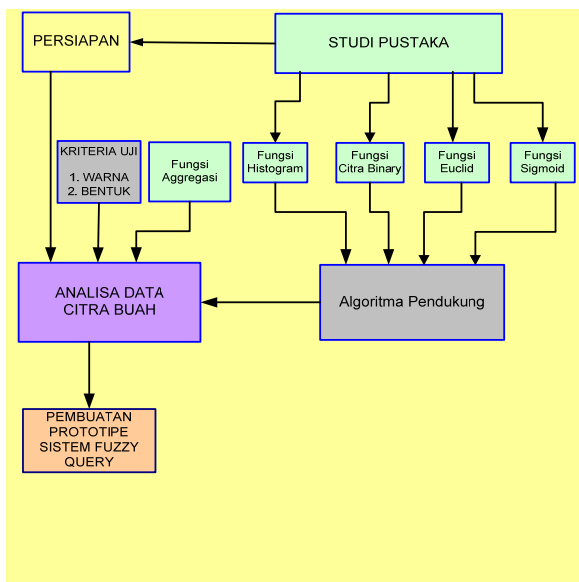 PERSIAPAN
STUDI PUSTAKA
KRITERIA UJI
1. WARNA
2. BENTUK
Fungsi
Aggregasi
Fungsi
Histogram
Fungsi
Citra Binary
Fungsi
Euclid
Fungsi
Sigmoid
ANALISA DATA
CITRA BUAH
Algoritma Pendukung
PEMBUATAN
PROTOTIPE
SISTEM FUZZY
QUERY